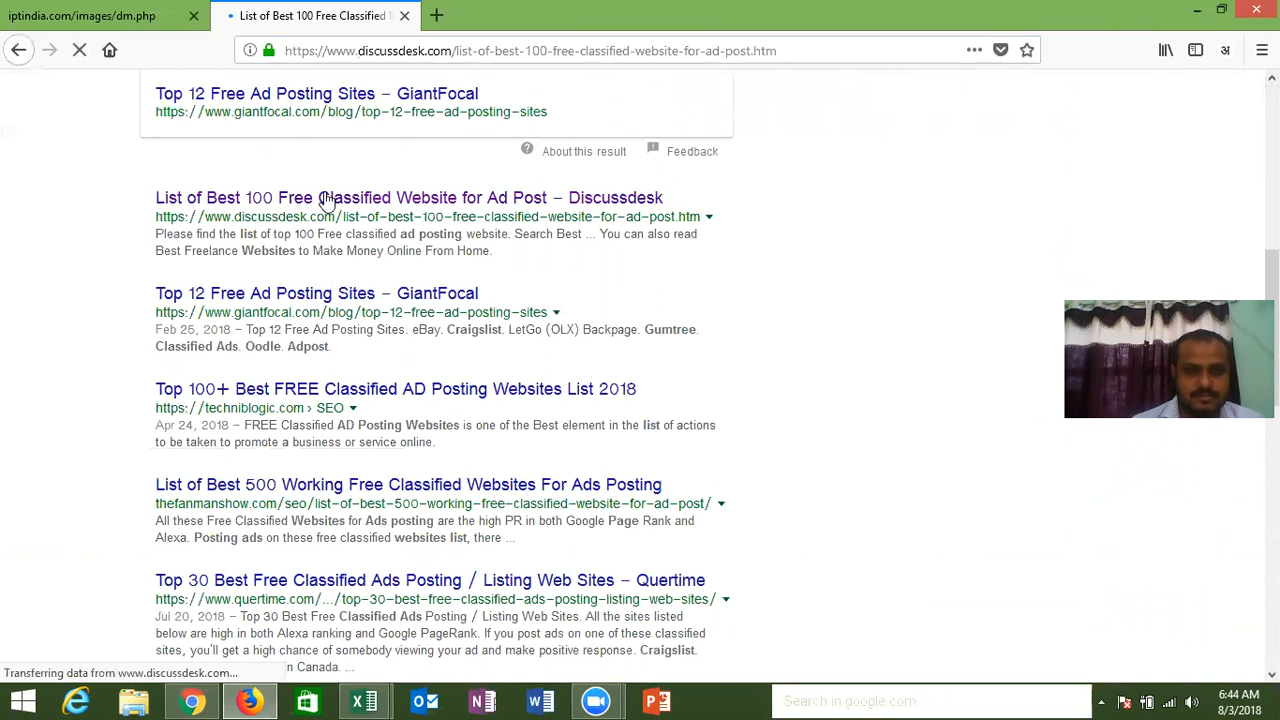 iptindia.com/images/dm.php
List of Best 100 Free Classified
https://www.discussdesk.com/list-of-best-100-free-classified-website-for-ad-post.htm
अ
Top 12 Free Ad Posting Sites - GiantFocal
https://www.giantfocal.com/blog/top-12-free-ad-posting-sites
About this result Feedback
List of Best 100 Free Classified Website for Ad Post - Discussdesk
https://www.discussdesk.com/list-of-best-100-free-classified-website-for-ad-post.htm
Please find the list of top 100 Free classified ad posting website. Search Best ... You can also read
Best Freelance Websites to Make Money Online From Home.
Top 12 Free Ad Posting Sites - GiantFocal
https://www.giantfocal.com/blog/top-12-free-ad-posting-sites
Feb 25, 2018 - Top 12 Free Ad Posting Sites. eBay. Craigslist. LetGo (OLX) Backpage. Gumtree.
Classified Ads. Oodle. Adpost.
Top 100+ Best FREE Classified AD Posting Websites List 2018
https://techniblogic.com › SEO
Apr 24, 2018 - FREE Classified AD Posting Websites is one of the Best element in the list of actions
to be taken to promote a business or service online.
List of Best 500 Working Free Classified Websites For Ads Posting
thefanmanshow.com/seo/list-of-best-500-working-free-classified-website-for-ad-post/
All these Free Classified Websites for Ads posting are the high PR in both Google Page Rank and
Alexa. Posting ads on these free classified websites list, there ...
Top 30 Best Free Classified Ads Posting / Listing Web Sites - Quertime
https://www.quertime.com/.../top-30-best-free-classified-ads-posting-listing-web-sites/
Jul 20, 2018 - Top 30 Best Free Classified Ads Posting / Listing Web Sites. All the sites listed
below are high in both Alexa ranking and Google PageRank. If you post ads on one of these classified
sites, you'll get a high chance of somebody viewing your ad and make positive response. Craigslist.
n Canada. ...
Transferring data from www.discussdesk.com...
Search in google.com
6:44 AM
8/3/2018